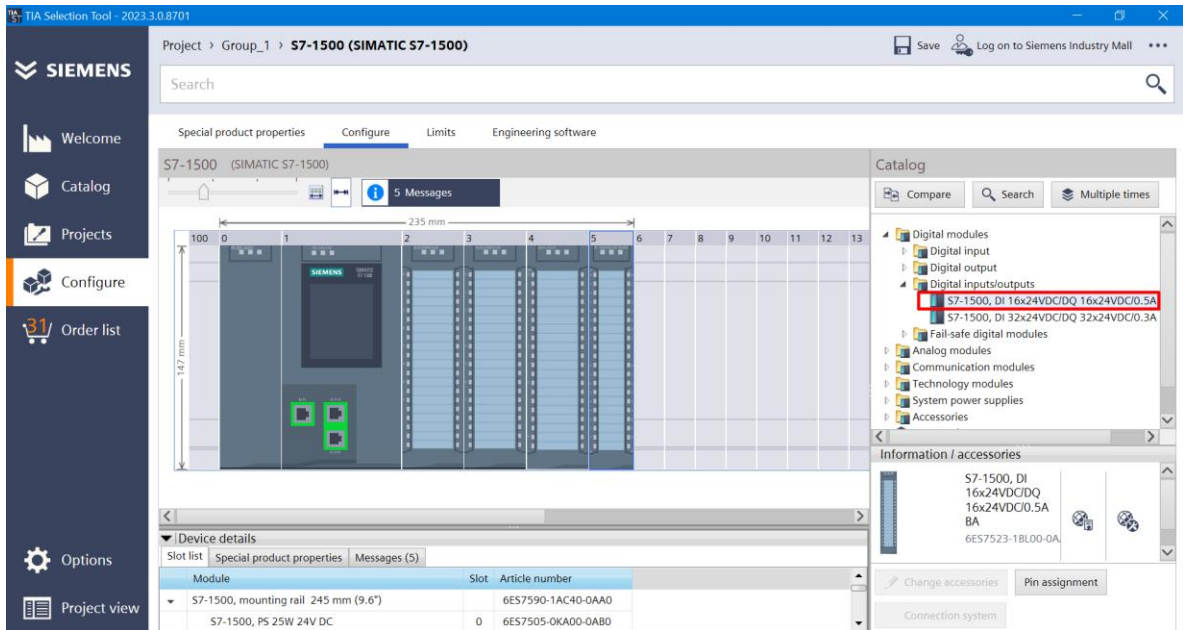 TIA Selection Tool - 2023.3.0.8701
SIEMENS
Welcome
Catalog
Projects
Configure
31 Order list
Options
Project view
Project > Group_1 > S7-1500 (SIMATIC S7-1500)
Save Log on to Siemens Industry Mall
Search
Special product properties Configure Limits Engineering software
S7-1500 (SIMATIC S7-1500)
5 Messages
235 mm
100 0 1 2 3 4 5 6 7 8 9 10 11 12 13
147 mm
SIEMENS
Device details
Slot list Special product properties Messages (5)
Module Slot Article number
S7-1500, mounting rail 245 mm (9.6") 6ES7590-1AC40-0AA0
S7-1500, PS 25W 24V DC 0 6ES7505-0KA00-0AB0
Catalog
Compare Search Multiple times
Digital modules
Digital input
Digital output
Digital inputs/outputs
S7-1500, DI 16x24VDC/DQ 16x24VDC/0.5A
S7-1500, DI 32x24VDC/DQ 32x24VDC/0.3A
Fail-safe digital modules
Analog modules
Communication modules
Technology modules
System power supplies
Accessories
Information / accessories
S7-1500, DI
16x24VDC/DQ
16x24VDC/0.5A
BA
6ES7523-1BL00-0A
Change accessories Pin assignment
Connection system